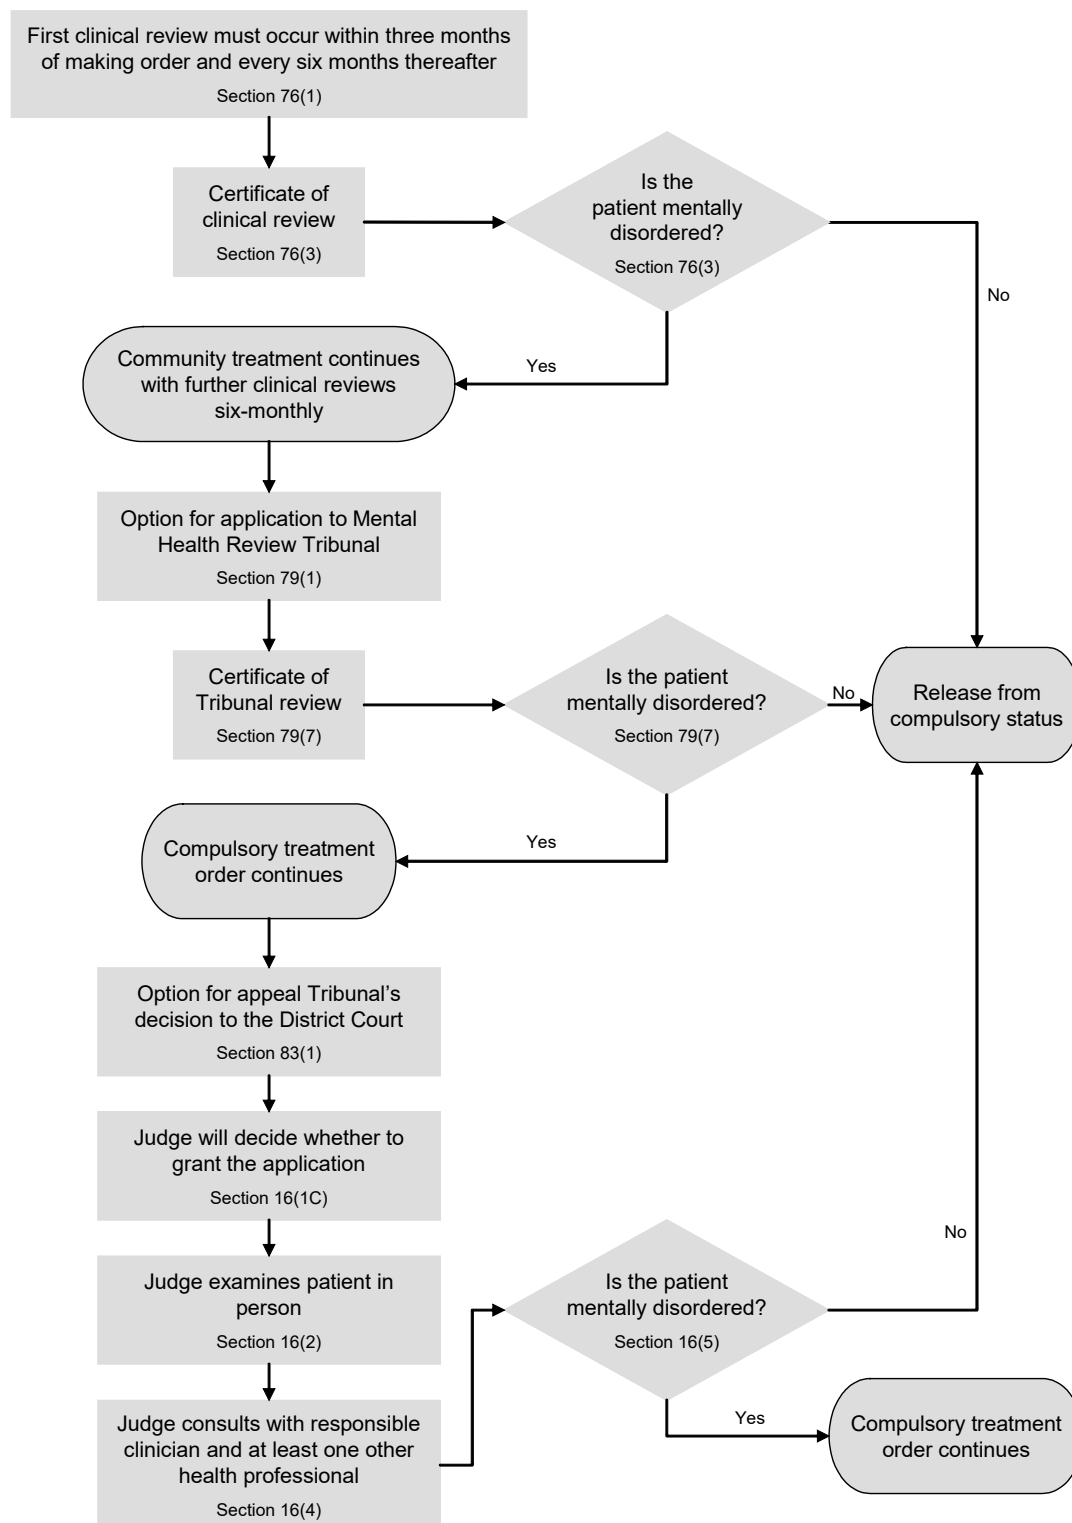 First clinical review must occur within three months
of making order and every six months thereafter
Section 76(1)
Certificate of
clinical review
Section 76(3)
Is the
patient mentally
disordered?
Section 76(3)
No
Yes
Community treatment continues
with further clinical reviews
six-monthly
Option for application to Mental
Health Review Tribunal
Section 79(1)
Certificate of
Tribunal review
Section 79(7)
Is the patient
mentally disordered?
Section 79(7)
No
Release from
compulsory status
Yes
Compulsory treatment
order continues
Option for appeal Tribunal’s
decision to the District Court
Section 83(1)
Judge will decide whether to
grant the application
Section 16(1C)
Judge examines patient in
person
Section 16(2)
Judge consults with responsible
clinician and at least one other
health professional
Section 16(4)
Is the patient
mentally disordered?
Section 16(5)
No
Yes
Compulsory treatment
order continues